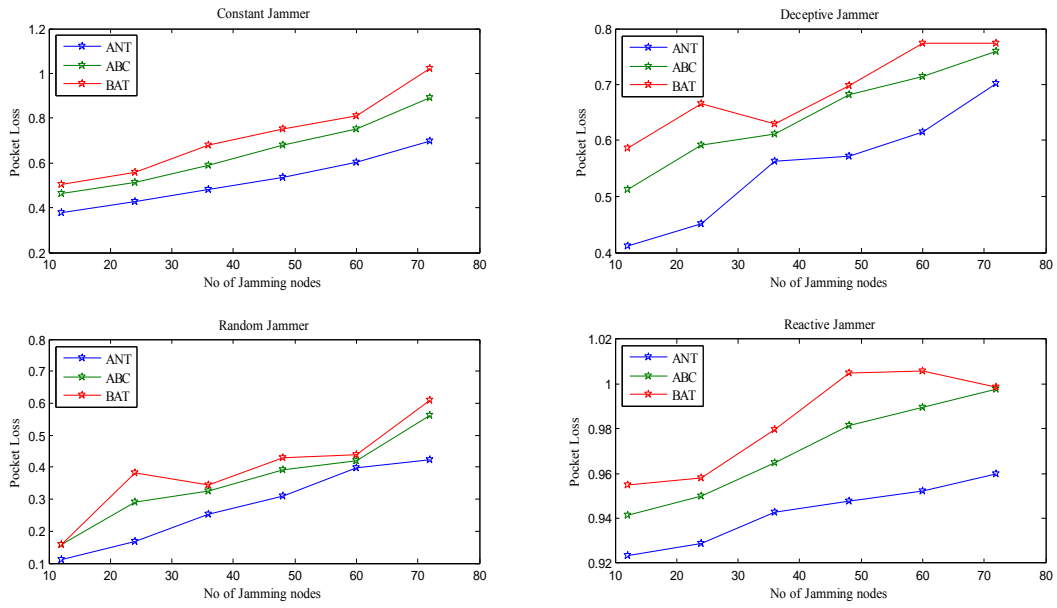 Constant Jammer
1.2
1
0.8
0.6
0.4
0.2
Pocket Loss
ANT
ABC
BAT
10 20 30 40 50 60 70 80
No of Jamming nodes
Deceptive Jammer
0.8
0.7
0.6
0.5
0.4
Pocket Loss
ANT
ABC
BAT
10 20 30 40 50 60 70 80
No of Jamming nodes
Random Jammer
0.8
0.7
0.6
0.5
0.4
0.3
0.2
0.1
Pocket Loss
ANT
ABC
BAT
10 20 30 40 50 60 70 80
No of Jamming nodes
Reactive Jammer
1.02
1
0.98
0.96
0.94
0.92
Pocket Loss
ANT
ABC
BAT
10 20 30 40 50 60 70 80
No of Jamming nodes